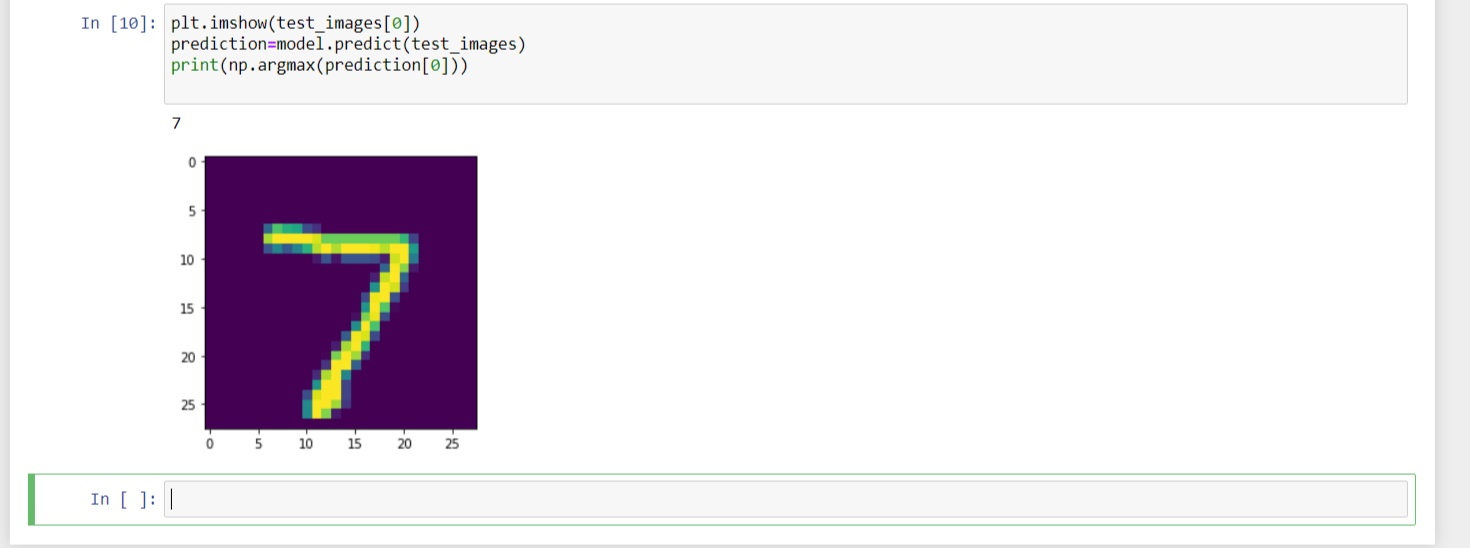 In [10]: plt.imshow(test_images[0])
prediction=model.predict(test_images)
print(np.argmax(prediction[0]))
7
0
5
10
15
20
25
7
0 5 10 15 20 25
In [ ]: